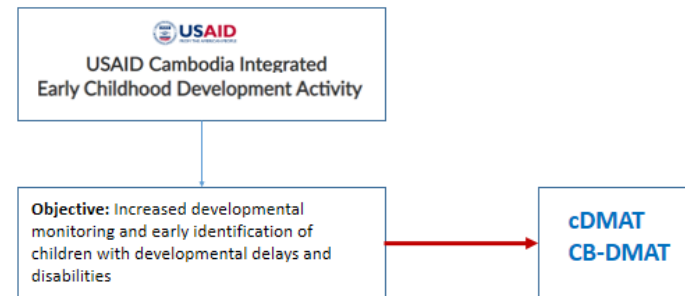 USAID
FROM THE AMERICAN PEOPLE
USAID Cambodia Integrated
Early Childhood Development Activity
Objective: Increased developmental
monitoring and early identification of
children with developmental delays and
disabilities
cDMAT
CB-DMAT